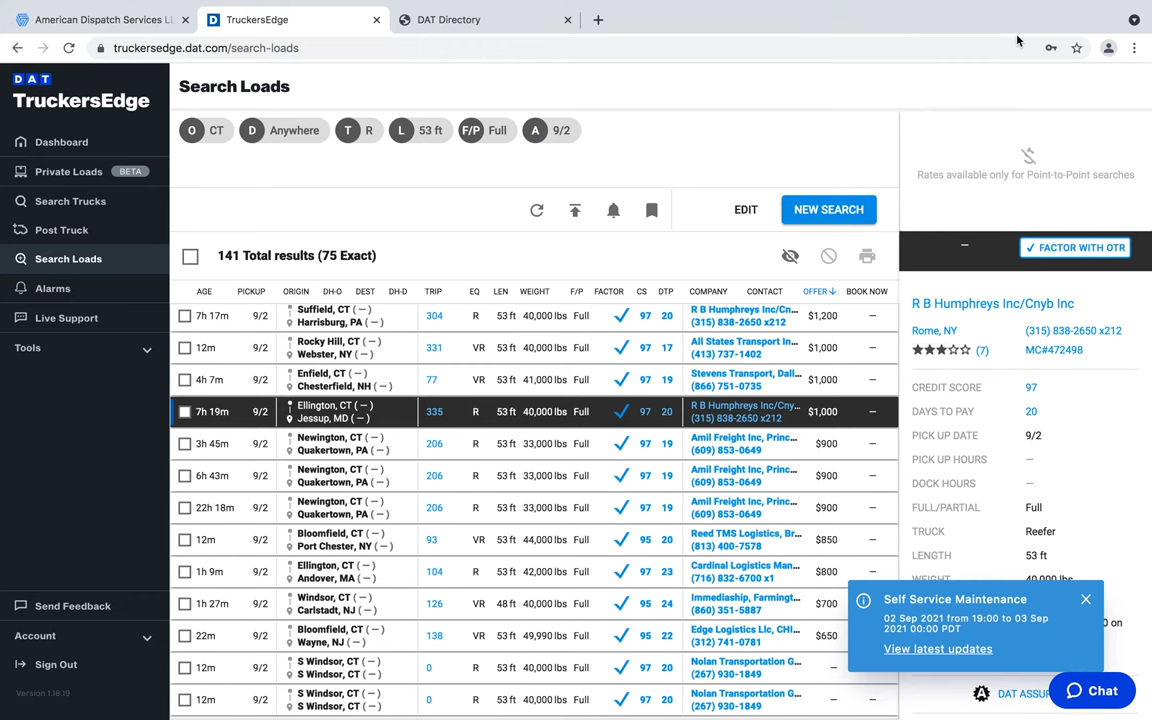 American Dispatch Services LL
TruckersEdge
DAT Directory
truckersedge.dat.com/search-loads
DAT
TruckersEdge
Dashboard
Private Loads BETA
Search Trucks
Post Truck
Search Loads
Alarms
Live Support
Tools
Send Feedback
Account
Sign Out
Version 1.18.19
Search Loads
O CT D Anywhere T R L 53 ft F/P Full A 9/2
EDIT NEW SEARCH
141 Total results (75 Exact)
AGE PICKUP ORIGIN DH-O DEST DH-D TRIP EQ LEN WEIGHT F/P FACTOR CS DTP COMPANY CONTACT OFFER BOOK NOW
7h 17m 9/2 Suffield, CT (—) 304 R 53 ft 40,000 lbs Full 97 20 R B Humphreys Inc/Cn... $1,200 —
Harrisburg, PA (—) (315) 838-2650 x212
12m 9/2 Rocky Hill, CT (—) 331 VR 53 ft 40,000 lbs Full 97 17 All States Transport In... $1,000 —
Webster, NY (—) (413) 737-1402
4h 7m 9/2 Enfield, CT (—) 77 VR 53 ft 41,000 lbs Full 97 19 Stevens Transport, Dall... $1,000 —
Chesterfield, NH (—) (866) 751-0735
7h 19m 9/2 Ellington, CT (—) 335 R 53 ft 40,000 lbs Full 97 20 R B Humphreys Inc/Cny... $1,000 —
Jessup, MD (—) (315) 838-2650 x212
3h 45m 9/2 Newington, CT (—) 206 R 53 ft 33,000 lbs Full 97 19 Amil Freight Inc, Princ... $900 —
Quakertown, PA (—) (609) 853-0649
6h 43m 9/2 Newington, CT (—) 206 R 53 ft 33,000 lbs Full 97 19 Amil Freight Inc, Princ... $900 —
Quakertown, PA (—) (609) 853-0649
22h 18m 9/2 Newington, CT (—) 206 R 53 ft 33,000 lbs Full 97 19 Amil Freight Inc, Princ... $900 —
Quakertown, PA (—) (609) 853-0649
12m 9/2 Bloomfield, CT (—) 93 VR 53 ft 44,000 lbs Full 95 20 Reed TMS Logistics, Br... $850 —
Port Chester, NY (—) (813) 400-7578
1h 9m 9/2 Ellington, CT (—) 104 R 53 ft 42,000 lbs Full 97 23 Cardinal Logistics Man... $800 —
Andover, MA (—) (716) 832-6700 x1
1h 27m 9/2 Windsor, CT (—) 126 VR 48 ft 40,000 lbs Full 95 24 Immediaship, Farmingt... $700
Carlstadt, NJ (—) (860) 351-5887
22m 9/2 Bloomfield, CT (—) 138 VR 53 ft 49,990 lbs Full 95 22 Edge Logistics Llc, CHI... $650
Wayne, NJ (—) (312) 741-0781
12m 9/2 S Windsor, CT (—) 0 R 53 ft 40,000 lbs Full 97 20 Nolan Transportation G... —
S Windsor, CT (—) (267) 930-1849
12m 9/2 S Windsor, CT (—) 0 R 53 ft 40,000 lbs Full 97 20 Nolan Transportation G... — —
S Windsor, CT (—) (267) 930-1849
Rates available only for Point-to-Point searches
— ✓ FACTOR WITH OTR
R B Humphreys Inc/Cnyb Inc
Rome, NY (315) 838-2650 x212
(7) MC#472498
CREDIT SCORE 97
DAYS TO PAY 20
PICK UP DATE 9/2
PICK UP HOURS —
DOCK HOURS —
FULL/PARTIAL Full
TRUCK Reefer
LENGTH 53 ft
WEIGHT 40,000 lbs
on
Self Service Maintenance
02 Sep 2021 from 19:00 to 03 Sep
2021 00:00 PDT
View latest updates
DAT ASSUR
Chat